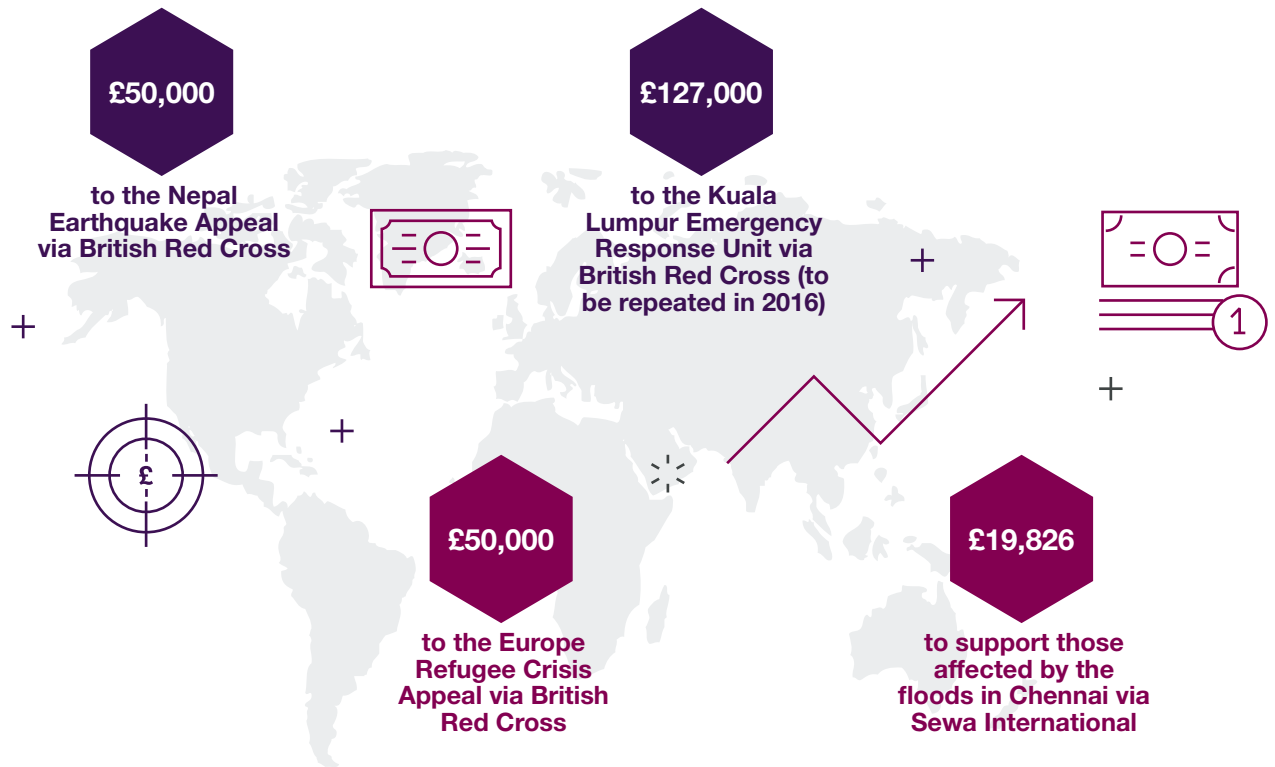 £50,000
to the Nepal
Earthquake Appeal
via British Red Cross
£127,000
to the Kuala
Lumpur Emergency
Response Unit via
British Red Cross (to
be repeated in 2016)
1
£
£50,000
to the Europe
Refugee Crisis
Appeal via British
Red Cross
£19,826
to support those
affected by the
floods in Chennai via
Sewa International